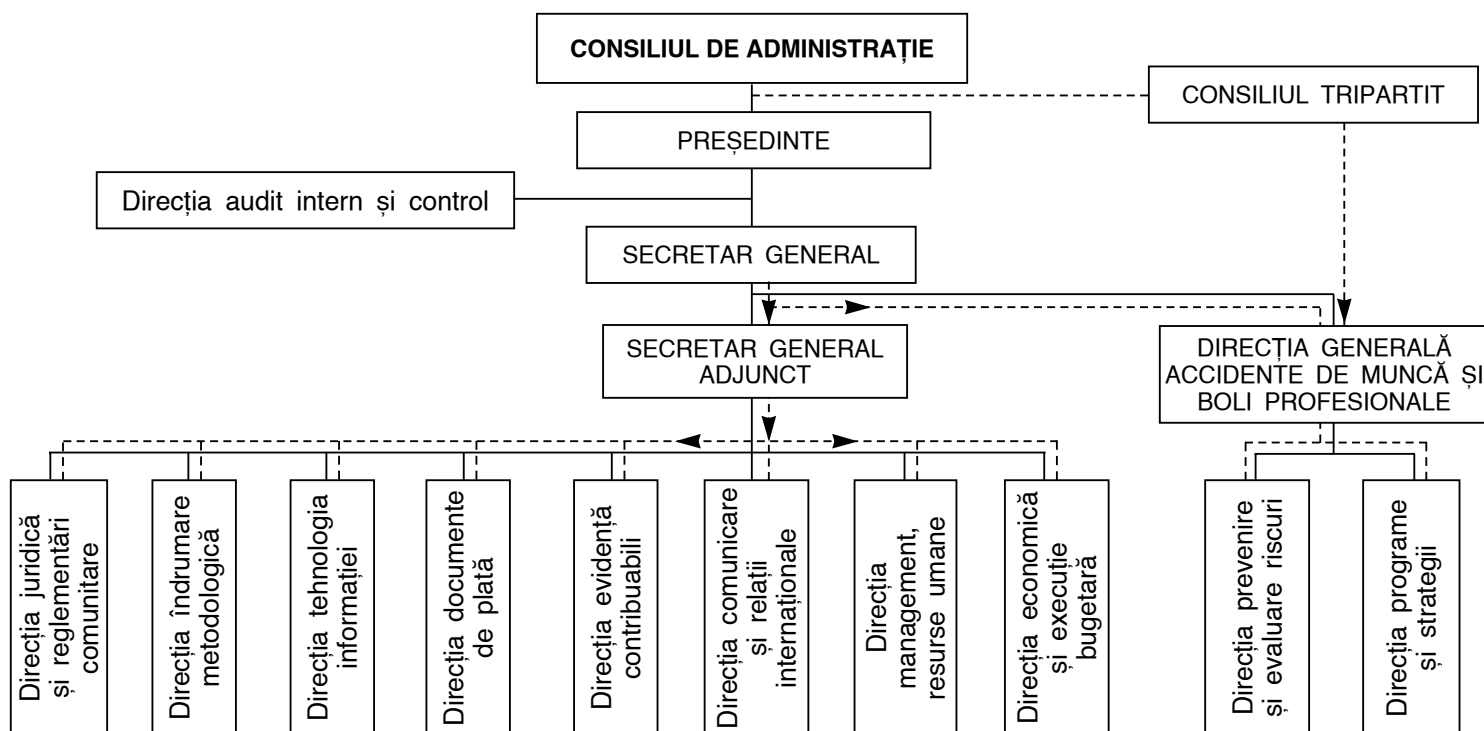 CONSILIUL DE ADMINISTRAȚIE
CONSILIUL TRIPARTIT
PREȘEDINTE
Direcția audit intern și control
SECRETAR GENERAL
SECRETAR GENERAL
ADJUNCT
DIRECȚIA GENERALĂ
ACCIDENTE DE MUNCĂ ȘI
BOLI PROFESIONALE
Direcția juridică
și reglementări
comunitare
Direcția îndrumare
metodologică
Direcția tehnologia
informației
Direcția documente
de plată
Direcția evidență
contribuabili
Direcția comunicare
și relații
internaționale
Direcția
management,
resurse umane
Direcția economică
și execuție
bugetară
Direcția prevenire
și evaluare riscuri
Direcția programe
și strategii